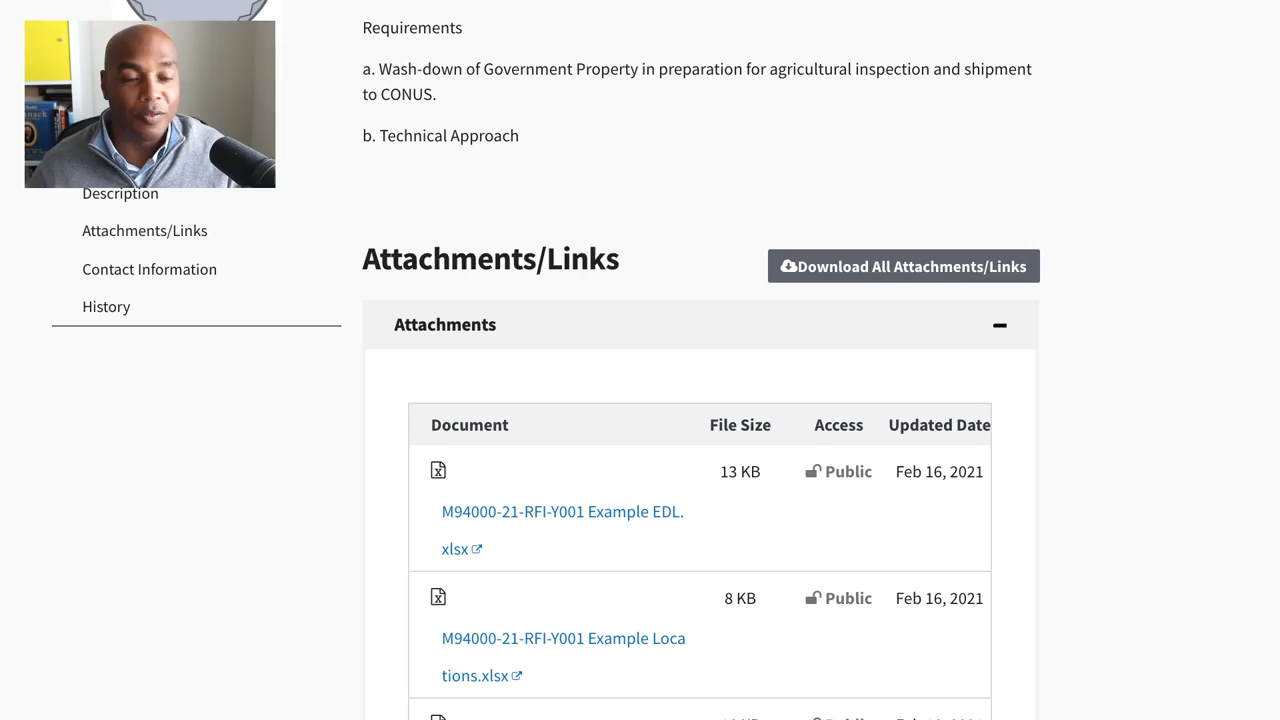 Requirements
a. Wash-down of Government Property in preparation for agricultural inspection and shipment
to CONUS.
b. Technical Approach
Description
Attachments/Links
Contact Information
History
Attachments/Links
Download All Attachments/Links
Attachments
Document File Size Access Updated Date
13 KB Public Feb 16, 2021
M94000-21-RFI-Y001 Example EDL.
xlsx
8 KB Public Feb 16, 2021
M94000-21-RFI-Y001 Example Loca
tions.xlsx